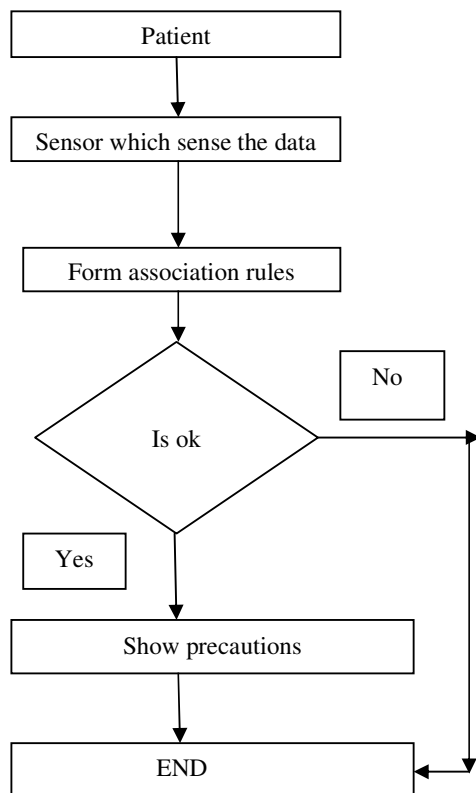 Patient
Sensor which sense the data
Form association rules
No
Is ok
Yes
Show precautions
END